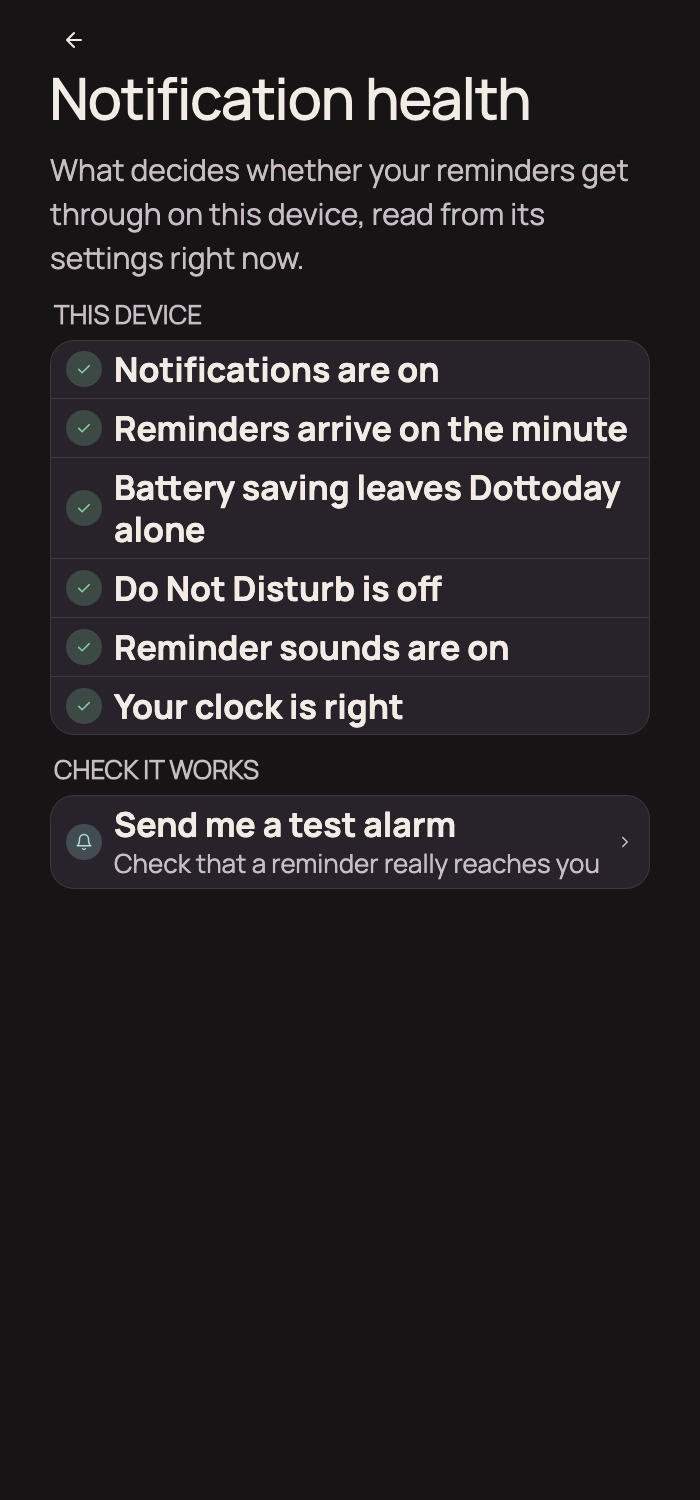 Notification health
What decides whether your reminders get
through on this device, read from its
settings right now.
THIS DEVICE
Notifications are on
Reminders arrive on the minute
Battery saving leaves Dottoday
alone
Do Not Disturb is off
Reminder sounds are on
Your clock is right
CHECK IT WORKS
Send me a test alarm
Check that a reminder really reaches you